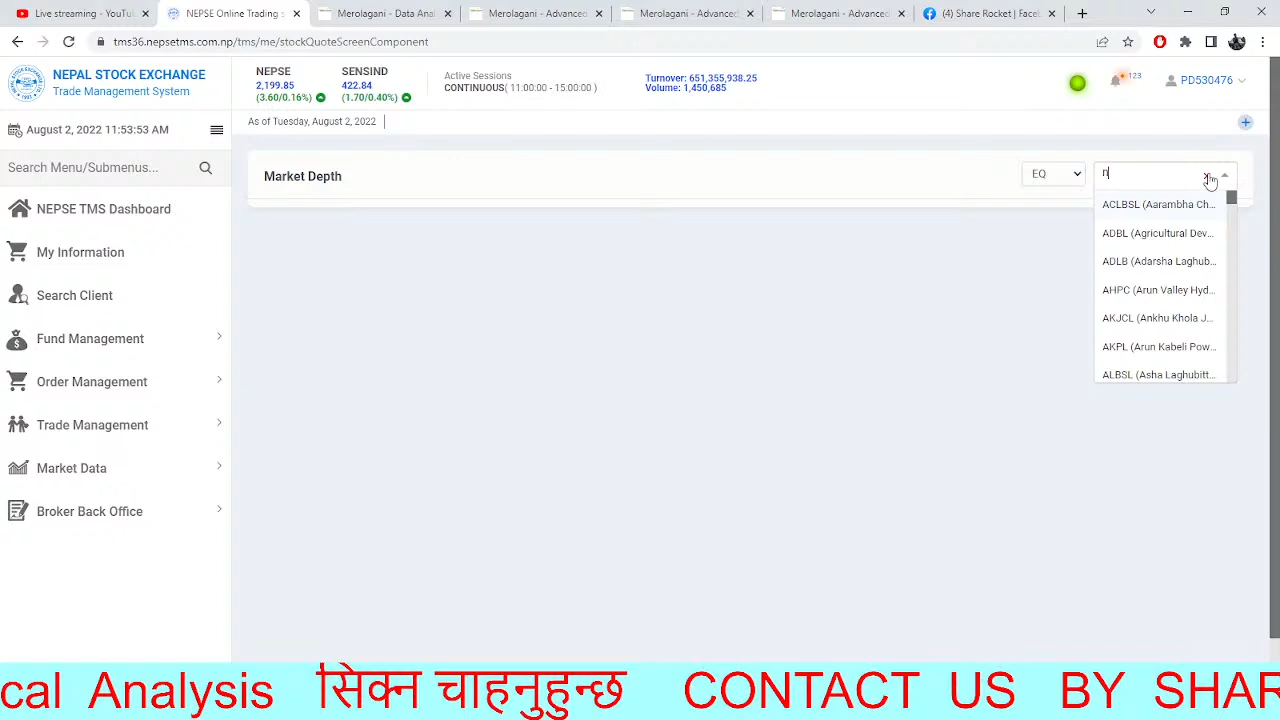 Live streaming - YouTu
NEPSE Online Trading s
Merolagani - Data Anal
Merolagani - Advanced
Merolagani - Advanced
Merolagani - Advanced
(4) Share Rocket | Face
tms36.nepsetms.com.np/tms/me/stockQuoteScreenComponent
NEPAL STOCK EXCHANGE
Trade Management System
NEPSE
2,199.85
(3.60/0.16%)
SENSIND
422.84
(1.70/0.40%)
Active Sessions
CONTINUOUS( 11:00:00 - 15:00:00 )
Turnover: 651,355,938.25
Volume: 1,450,685
123
PD530476
August 2, 2022 11:53:53 AM
As of Tuesday, August 2, 2022
Search Menu/Submenus...
NEPSE TMS Dashboard
My Information
Search Client
Fund Management
Order Management
Trade Management
Market Data
Broker Back Office
Market Depth
EQ
n
ACLBSL (Aarambha Ch...
ADBL (Agricultural Dev...
ADLB (Adarsha Laghub...
AHPC (Arun Valley Hyd...
AKJCL (Ankhu Khola J...
AKPL (Arun Kabeli Pow...
ALBSL (Asha Laghubitt...
cal Analysis सिक्न चाहनुहुन्छ CONTACT US BY SHAR